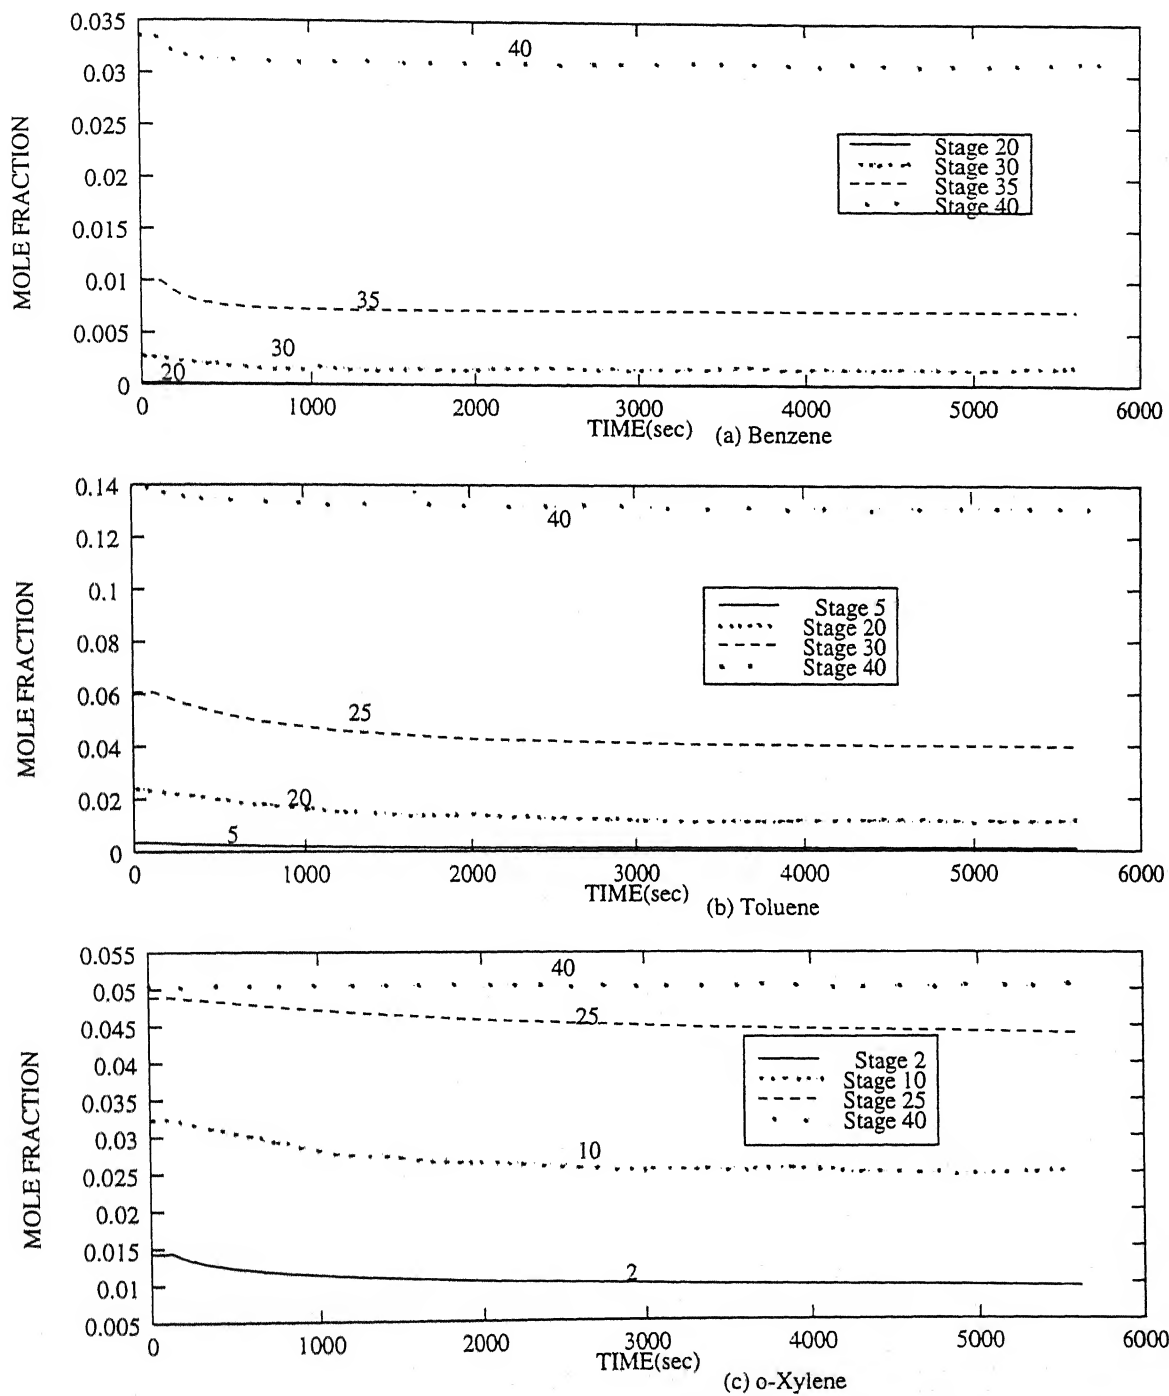 0.035
0.03
0.025
0.02
0.015
0.01
0.005
0
MOLE FRACTION
40
35
30
20
Stage 20
Stage 30
Stage 35
Stage 40
0 1000 2000 3000 4000 5000 6000
TIME(sec) (a) Benzene
0.14
0.12
0.1
0.08
0.06
0.04
0.02
0
MOLE FRACTION
40
25
20
5
Stage 5
Stage 20
Stage 30
Stage 40
0 1000 2000 3000 4000 5000 6000
TIME(sec) (b) Toluene
0.055
0.05
0.045
0.04
0.035
0.03
0.025
0.02
0.015
0.01
0.005
MOLE FRACTION
40
25
10
2
Stage 2
Stage 10
Stage 25
Stage 40
0 1000 2000 3000 4000 5000 6000
TIME(sec)
(c) o-Xylene